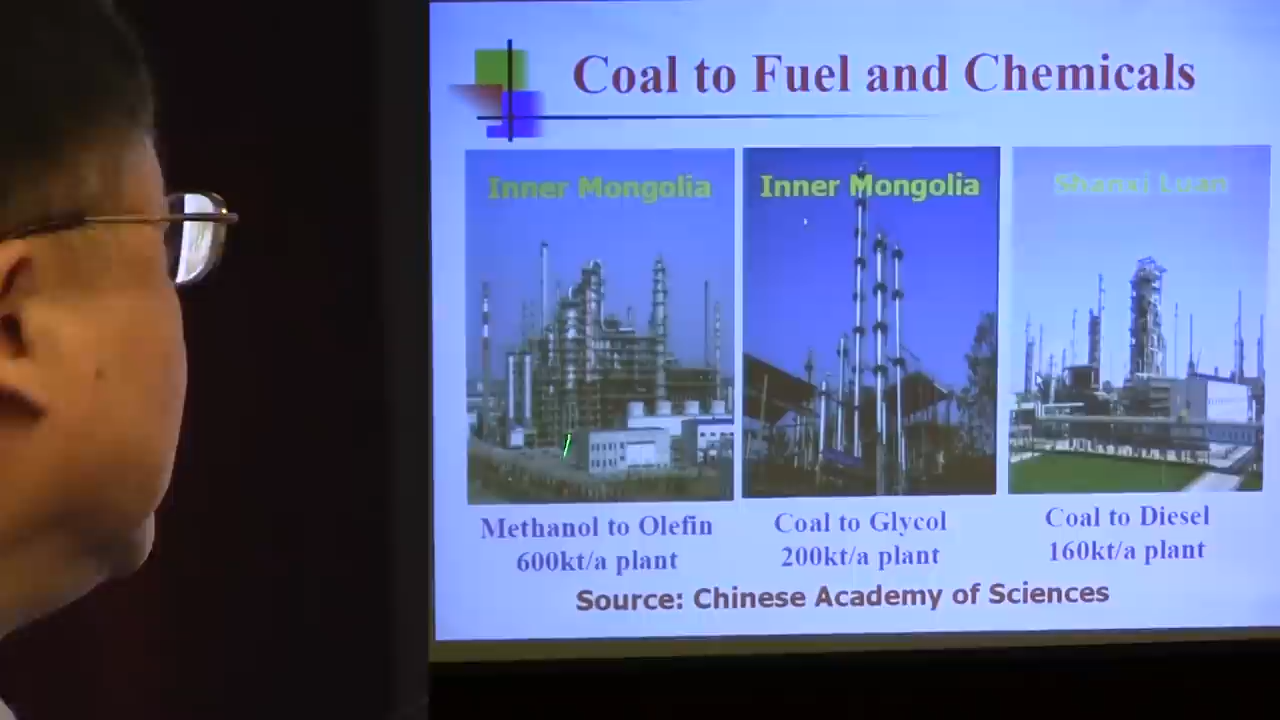 Coal to Fuel and Chemicals
Inner Mongolia
Inner Mongolia
Shanxi Luan
Methanol to Olefin
600kt/a plant
Coal to Glycol
200kt/a plant
Coal to Diesel
160kt/a plant
Source: Chinese Academy of Sciences